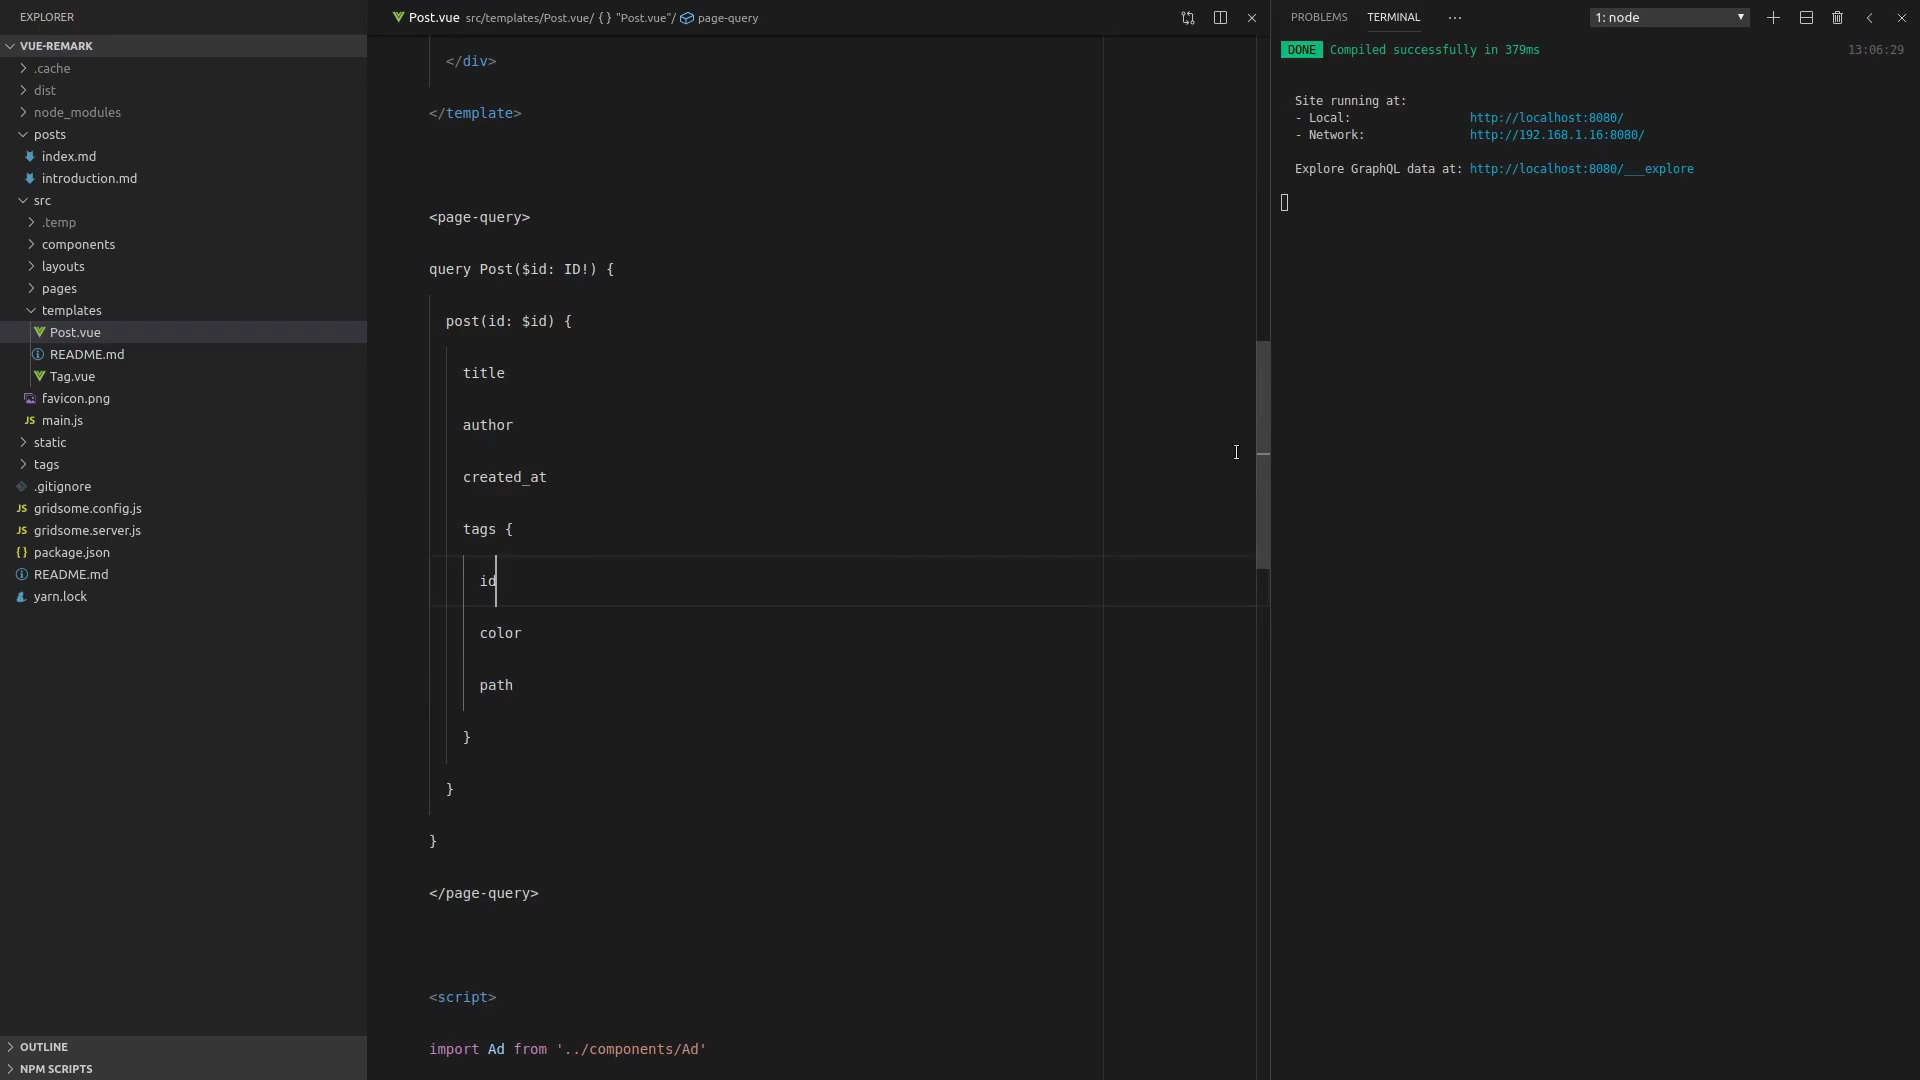 EXPLORER
VUE-REMARK
.cache
dist
node_modules
posts
index.md
introduction.md
src
.temp
components
layouts
pages
templates
Post.vue
README.md
Tag.vue
favicon.png
JS main.js
static
tags
.gitignore
JS gridsome.config.js
JS gridsome.server.js
{ } package.json
README.md
yarn.lock
OUTLINE
NPM SCRIPTS
Post.vue src/templates/Post.vue/ { } "Post.vue"/ page-query
</div>
</template>
<page-query>
query Post($id: ID!) {
post(id: $id) {
title
author
created_at
tags {
id
color
path
}
}
}
</page-query>
<script>
import Ad from '../components/Ad'
PROBLEMS TERMINAL ··· 1: node
DONE Compiled successfully in 379ms 13:06:29
Site running at:
- Local: http://localhost:8080/
- Network: http://192.168.1.16:8080/
Explore GraphQL data at: http://localhost:8080/___explore